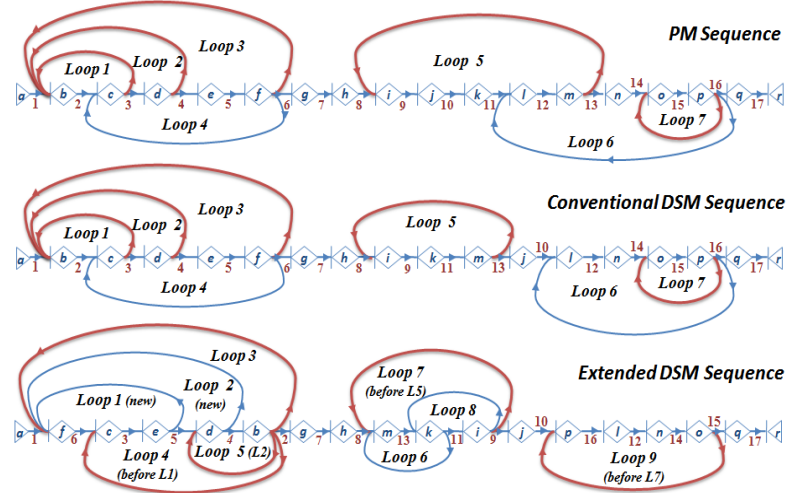 PM Sequence
Loop 3
Loop 5
Loop 1 Loop 2
a b c d e f g h i j k l m n o p q r
1 2 3 4 5 6 7 8 9 10 11 12 13 14 15 16 17
Loop 4
Loop 7
Loop 6
Conventional DSM Sequence
Loop 3
Loop 5
Loop 1 Loop 2
a b c d e f g h i k m j l n o p q r
1 2 3 4 5 6 7 8 9 11 13 10 12 14 15 16 17
Loop 4
Loop 7
Loop 6
Extended DSM Sequence
Loop 3
Loop 7
(before L5)
Loop 1 (new)
Loop 2
(new)
Loop 8
a f c e d b g h m k i j p l n o q r
1 6 3 5 4 2 7 8 13 11 9 10 16 12 14 15 17
Loop 4
(before L1)
Loop 5 (L2)
Loop 6
Loop 9
(before L7)